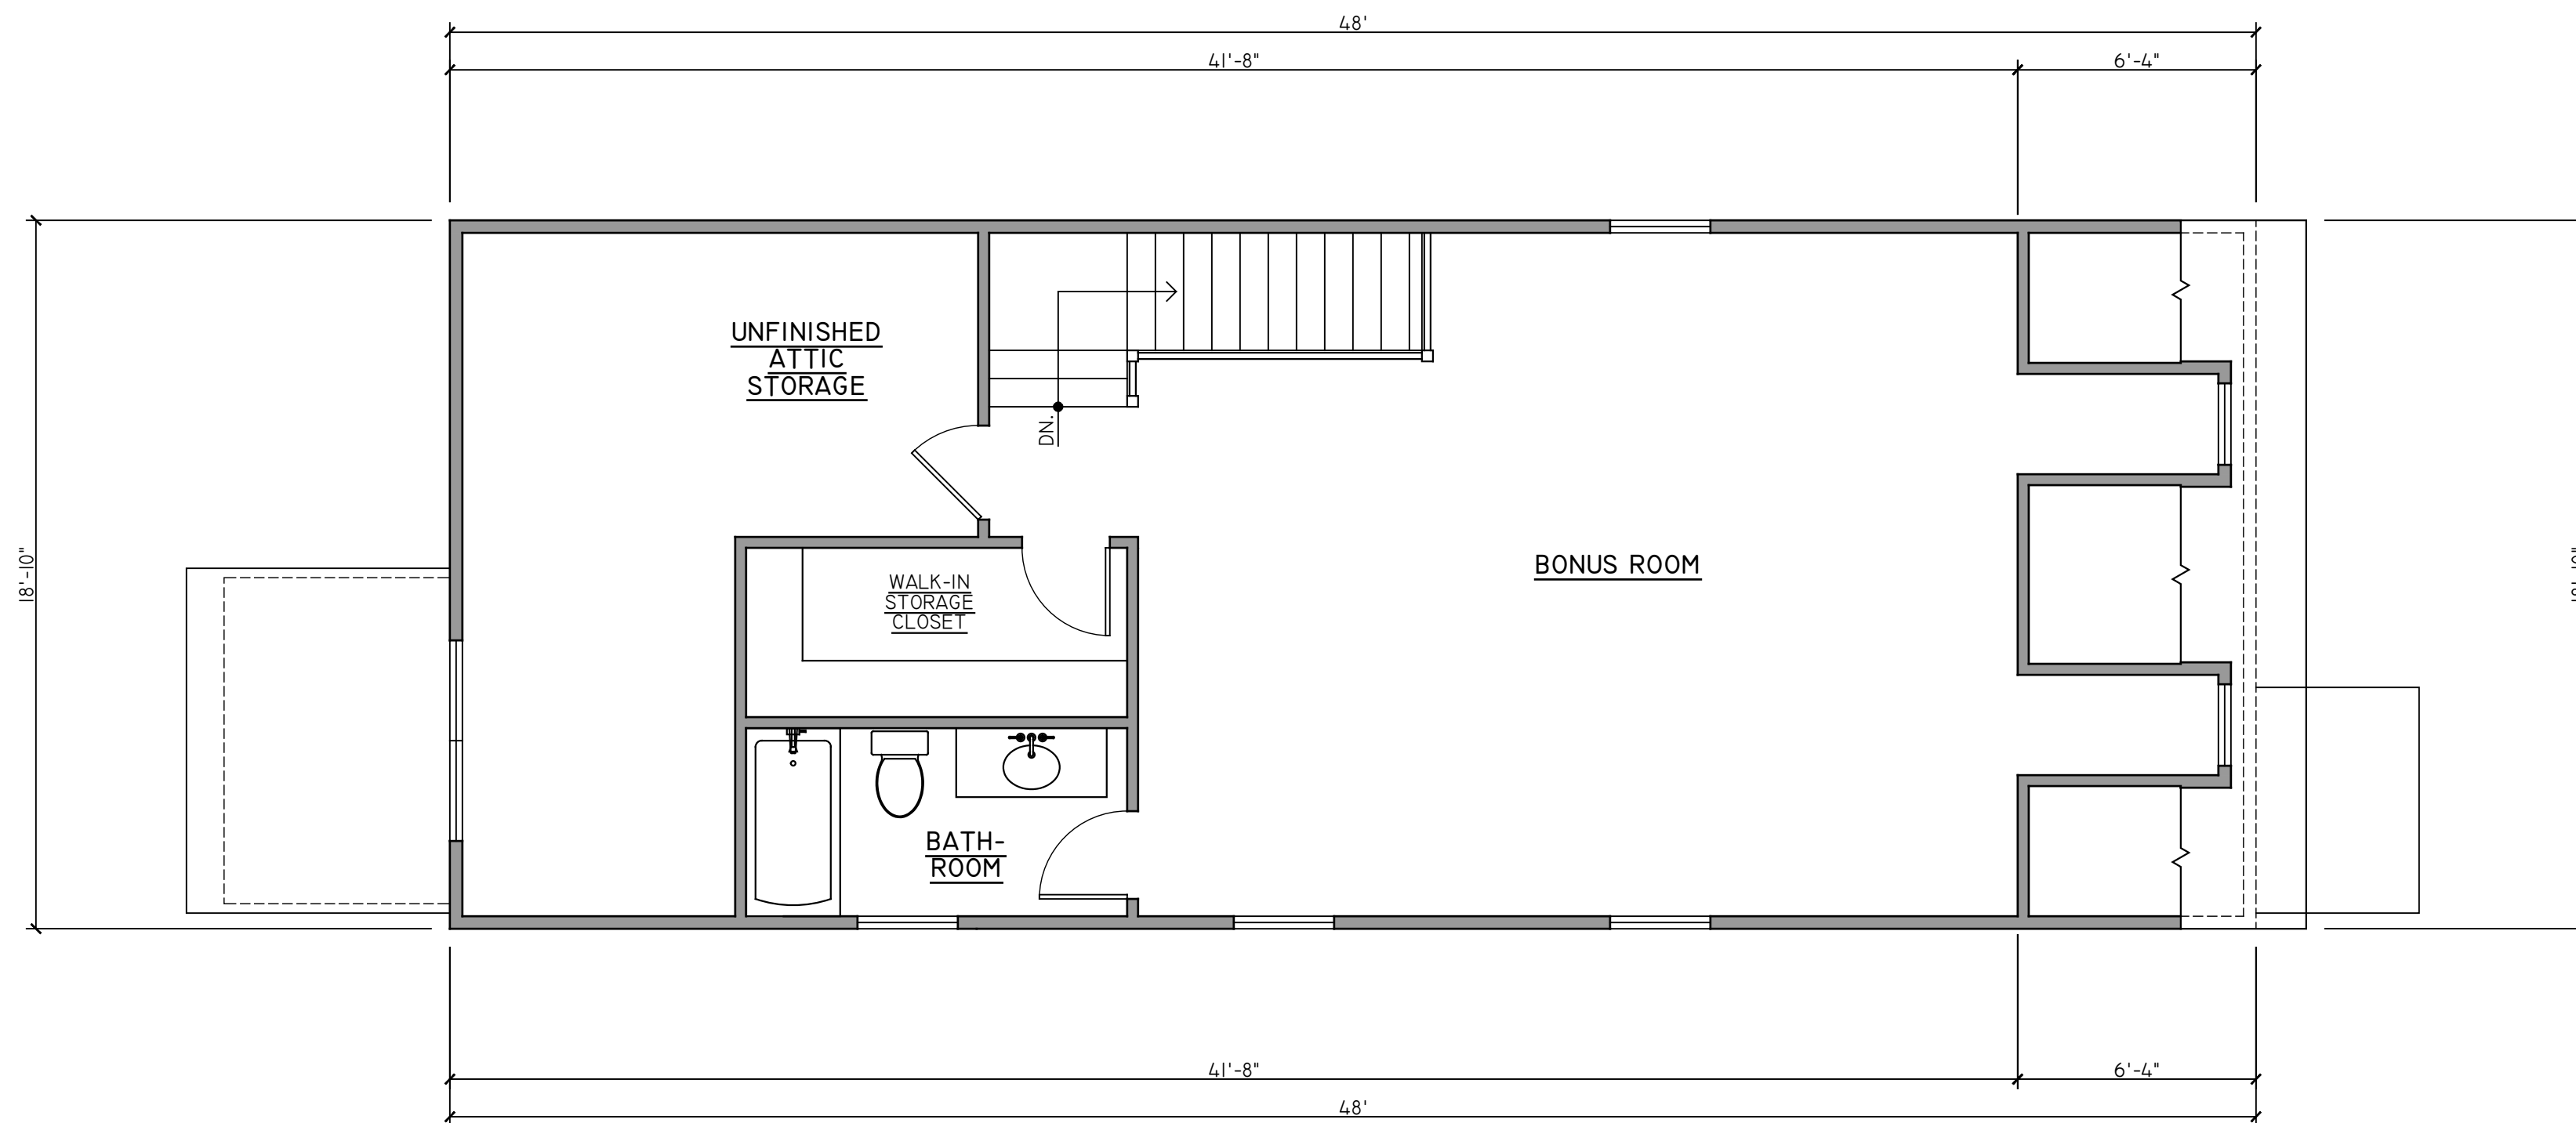 48'
41'-8"
6'-4"
UNFINISHED
ATTIC
STORAGE
DN.
18'-10"
BONUS ROOM
WALK-IN
STORAGE
CLOSET
BATH-
ROOM
41'-8"
6'-4"
48'